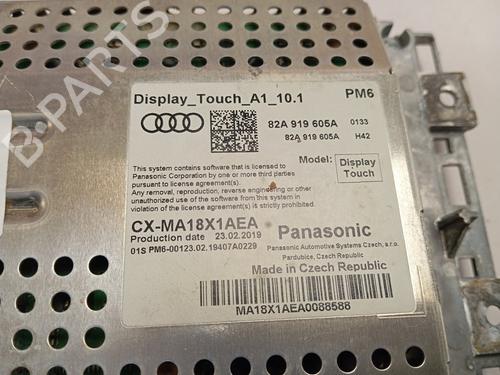 Display_Touch_A1_10.1 PM6
82A 919 605A 0133
82A 919 605A H42
This system contains software that is licensed to
Panasonic Corporation by one or more third parties
pursuant to license agreement(s).
Any removal, reproduction, reverse engineering or other
unauthorized use of the software is in
violation of the license agreement(s) is strictly prohibited.
Model: Display
Touch
CX-MA18X1AEA
Production date 23.02.2019
01S PM6-00123.02.19407A0229
Panasonic
Panasonic Automotive Systems Czech, s.r.o.
Pardubice, Czech Republic
Made in Czech Republic
MA18X1AEA0088588
B-PARTS